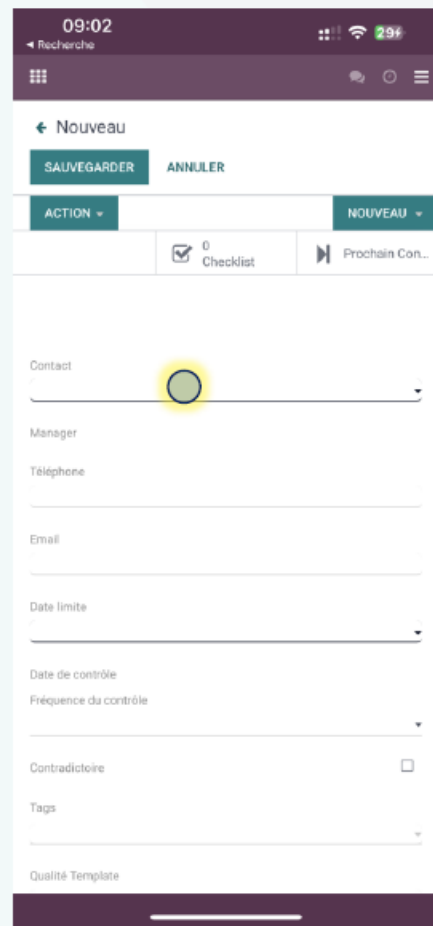 09:02
◀ Recherche
29
← Nouveau
SAUVEGARDER ANNULER
ACTION NOUVEAU
0
Checklist
Prochain Con...
Contact
Manager
Téléphone
Email
Date limite
Date de contrôle
Fréquence du contrôle
Contradictoire
Tags
Qualité Template